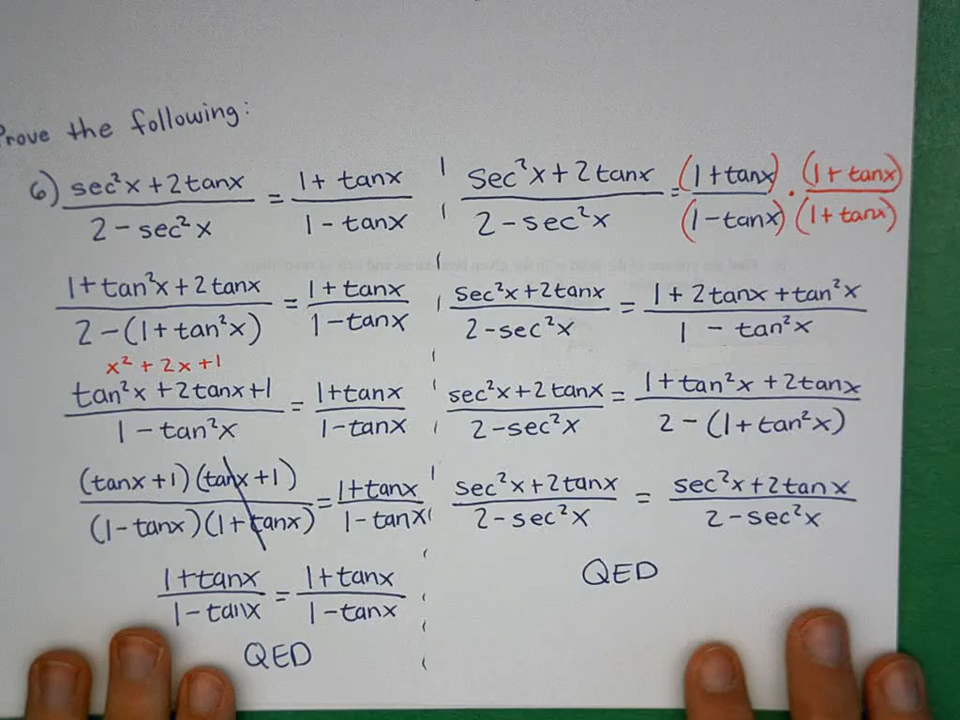 Prove the following:
6) sec²x + 2tanx / 2 - sec²x = 1 + tanx / 1 - tanx
1 + tan²x + 2tanx / 2 - (1 + tan²x) = 1 + tanx / 1 - tanx
x² + 2x + 1
tan²x + 2tanx + 1 / 1 - tan²x = 1 + tanx / 1 - tanx
(tanx + 1)(tanx + 1) / (1 - tanx)(1 + tanx) = 1 + tanx / 1 - tanx
1 + tanx / 1 - tanx = 1 + tanx / 1 - tanx
QED
sec²x + 2tanx / 2 - sec²x = (1 + tanx) / (1 - tanx) · (1 + tanx) / (1 + tanx)
sec²x + 2tanx / 2 - sec²x = 1 + 2tanx + tan²x / 1 - tan²x
sec²x + 2tanx / 2 - sec²x = 1 + tan²x + 2tanx / 2 - (1 + tan²x)
sec²x + 2tanx / 2 - sec²x = sec²x + 2tanx / 2 - sec²x
QED